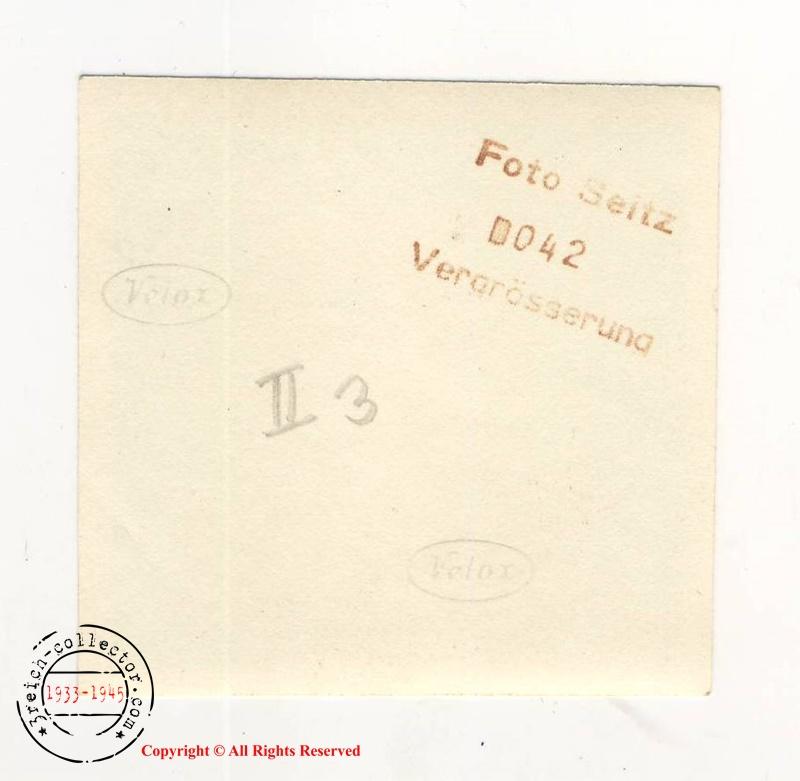 Foto Seitz
D042
Vergrösserung
Velox
II 3
Velox
3reich-collector.com
1933-1945
Copyright © All Rights Reserved